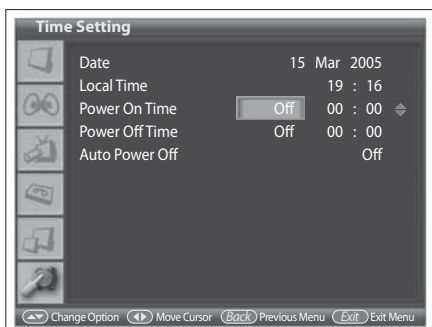 Time Setting
Date 15 Mar 2005
Local Time 19 : 16
Power On Time Off 00 : 00
Power Off Time Off 00 : 00
Auto Power Off Off
Change Option Move Cursor Back Previous Menu Exit Exit Menu